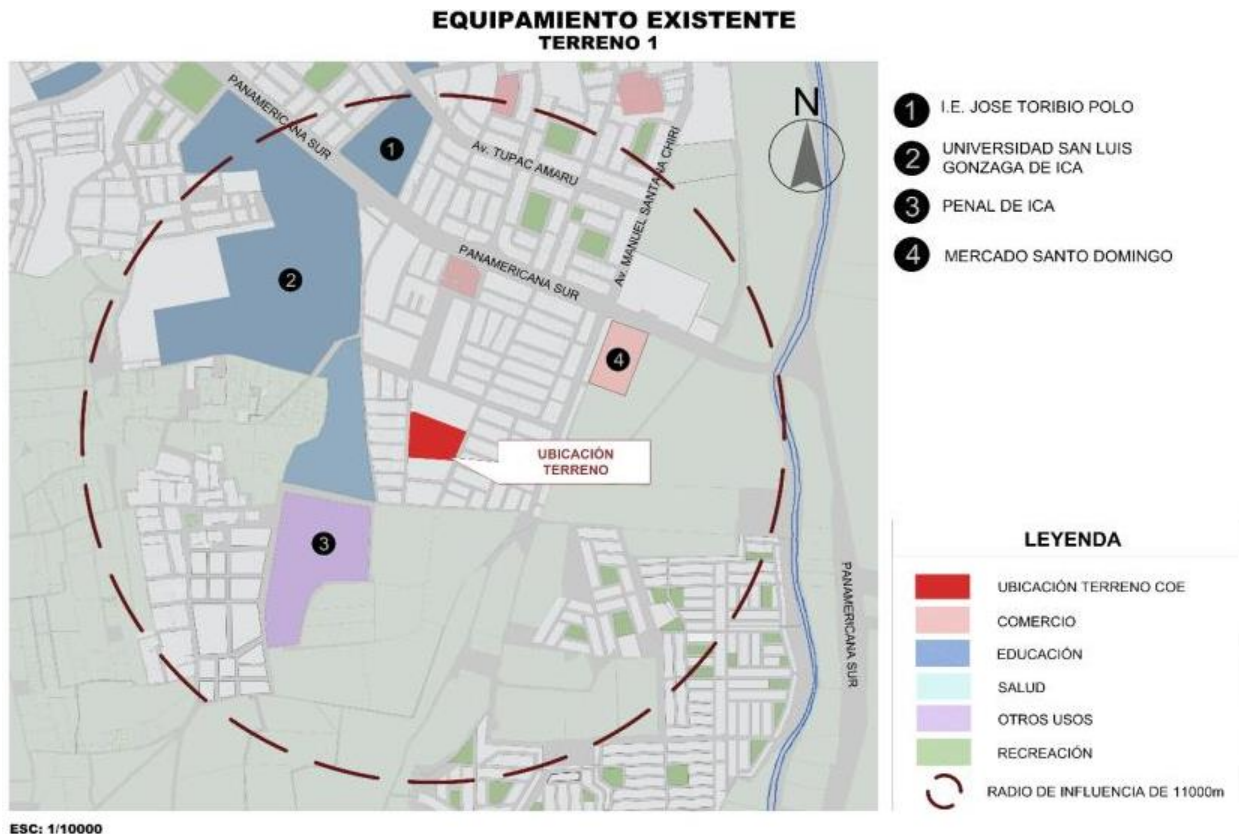 EQUIPAMIENTO EXISTENTE
TERRENO 1
N
PANAMERICANA SUR
Av. TUPAC AMARU
Av. MANUEL SANTANA CHIRI
PANAMERICANA SUR
1
2
4
3
UBICACIÓN
TERRENO
PANAMERICANA SUR
1 I.E. JOSE TORIBIO POLO
2 UNIVERSIDAD SAN LUIS
GONZAGA DE ICA
3 PENAL DE ICA
4 MERCADO SANTO DOMINGO
LEYENDA
UBICACIÓN TERRENO COE
COMERCIO
EDUCACIÓN
SALUD
OTROS USOS
RECREACIÓN
RADIO DE INFLUENCIA DE 11000m
ESC: 1/10000